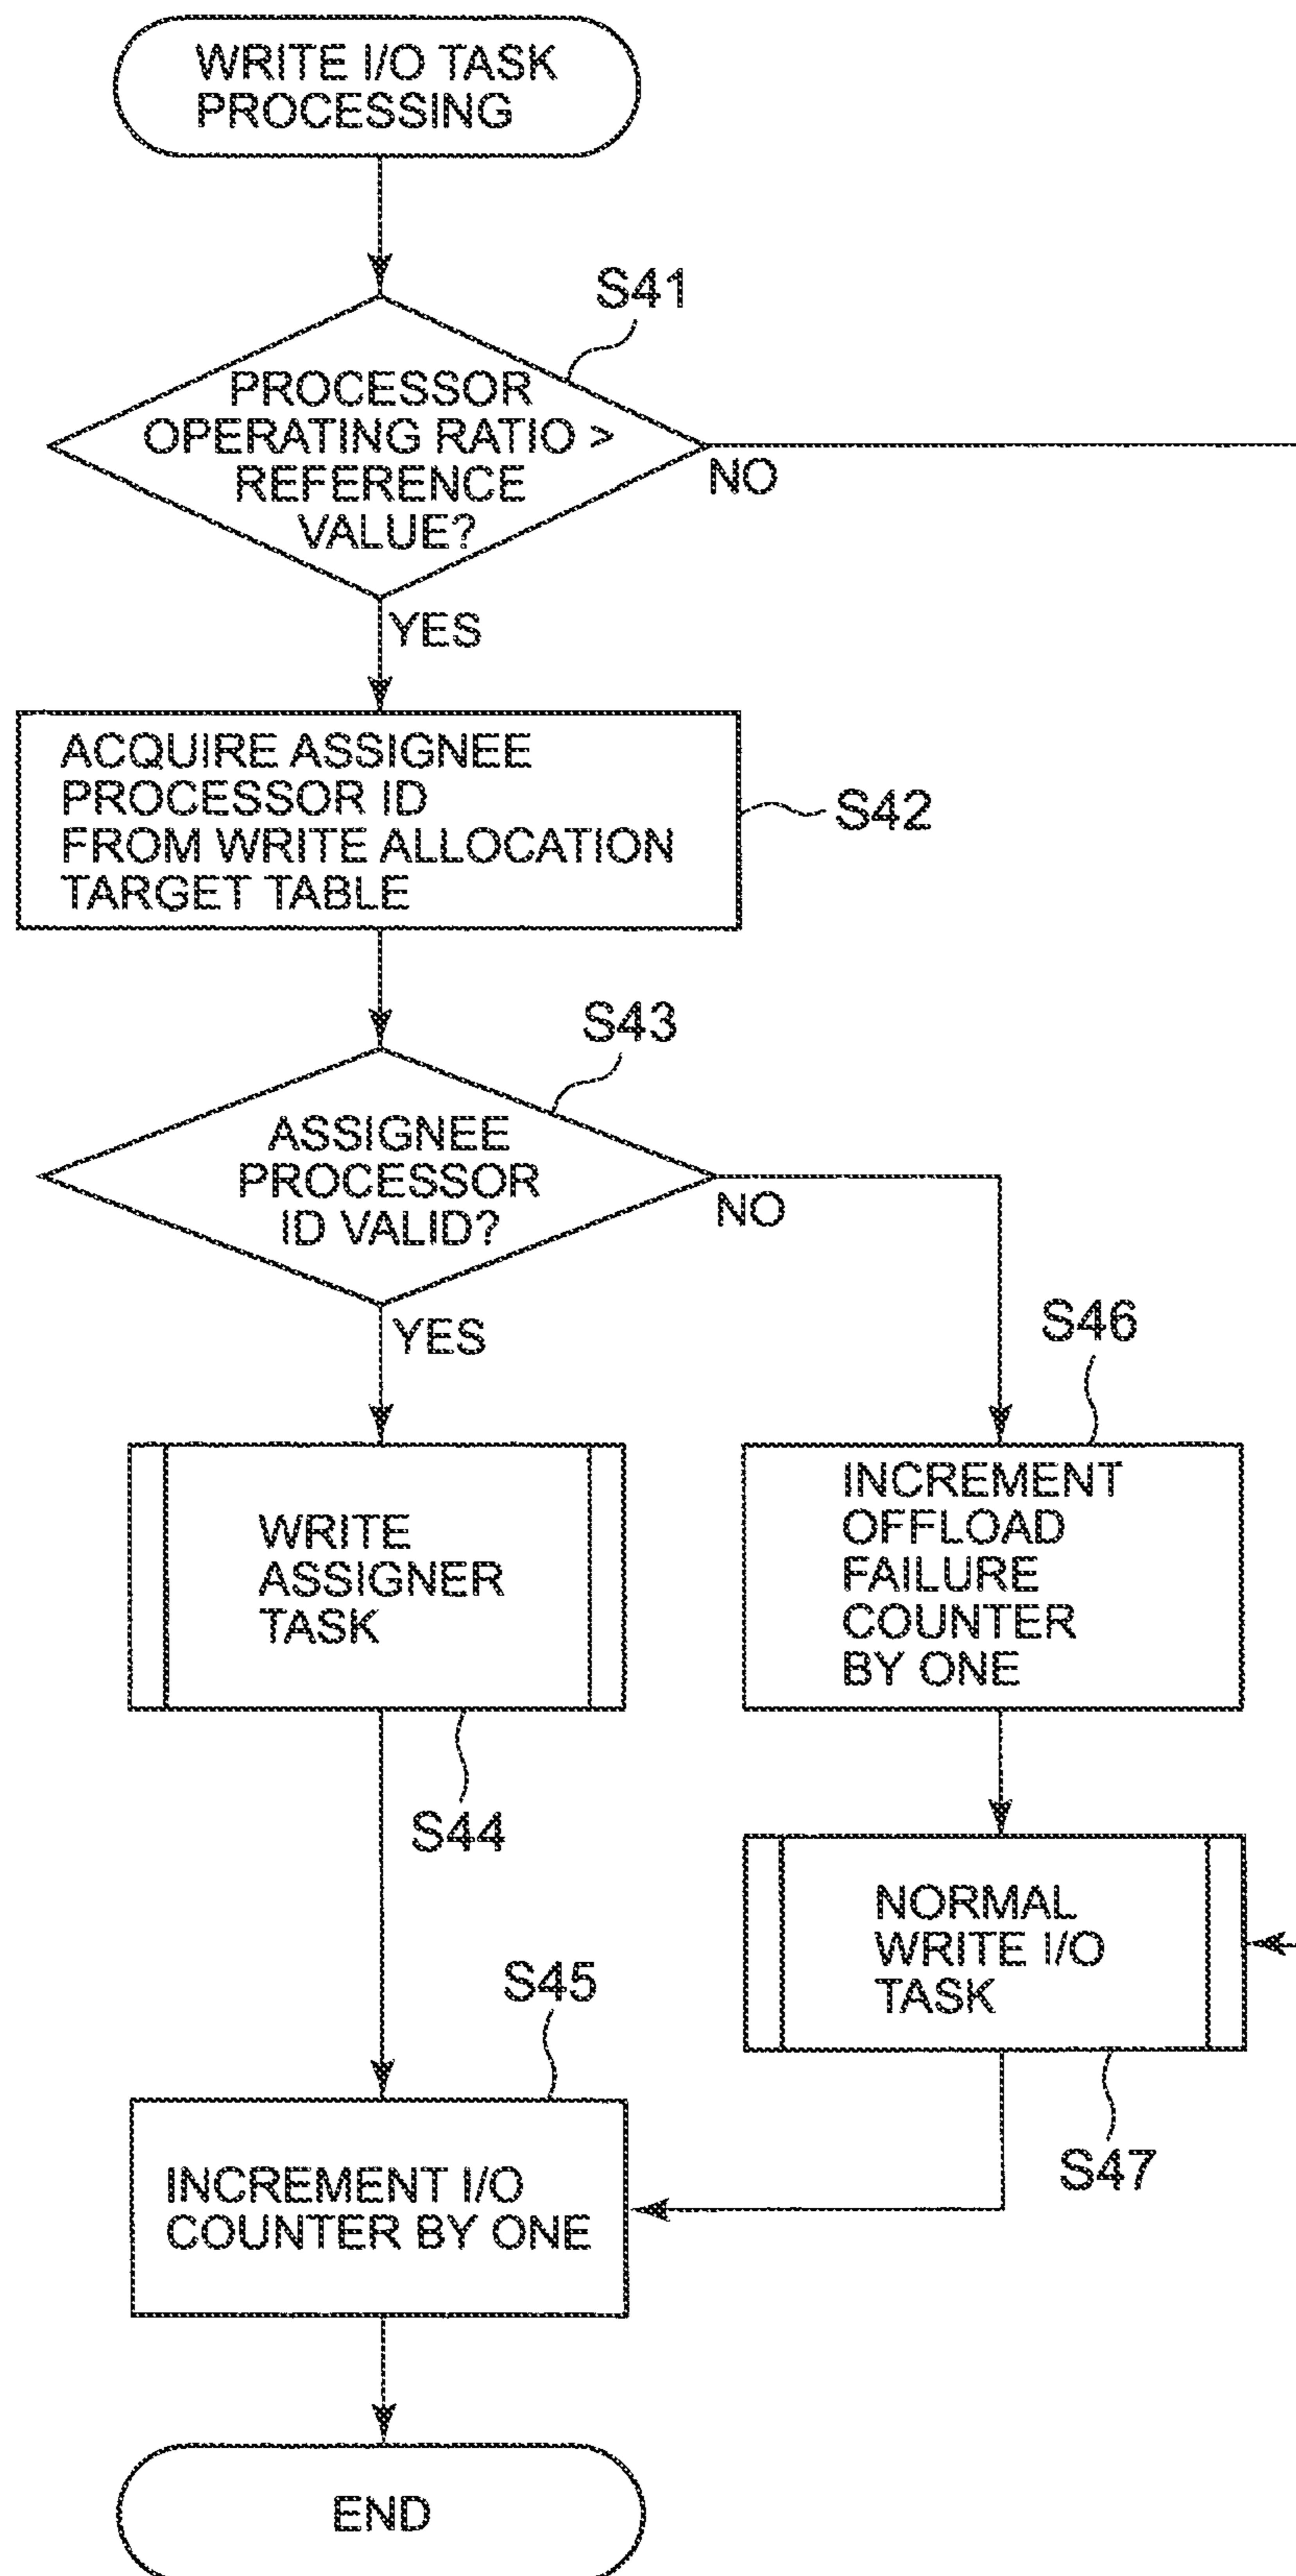 WRITE I/O TASK
PROCESSING
S41
PROCESSOR
OPERATING RATIO >
REFERENCE
VALUE?
NO
YES
ACQUIRE ASSIGNEE
PROCESSOR ID
FROM WRITE ALLOCATION
TARGET TABLE
S42
S43
ASSIGNEE
PROCESSOR
ID VALID?
NO
YES
S46
WRITE
ASSIGNER
TASK
INCREMENT
OFFLOAD
FAILURE
COUNTER
BY ONE
S44
NORMAL
WRITE I/O
TASK
S45
S47
INCREMENT I/O
COUNTER BY ONE
END